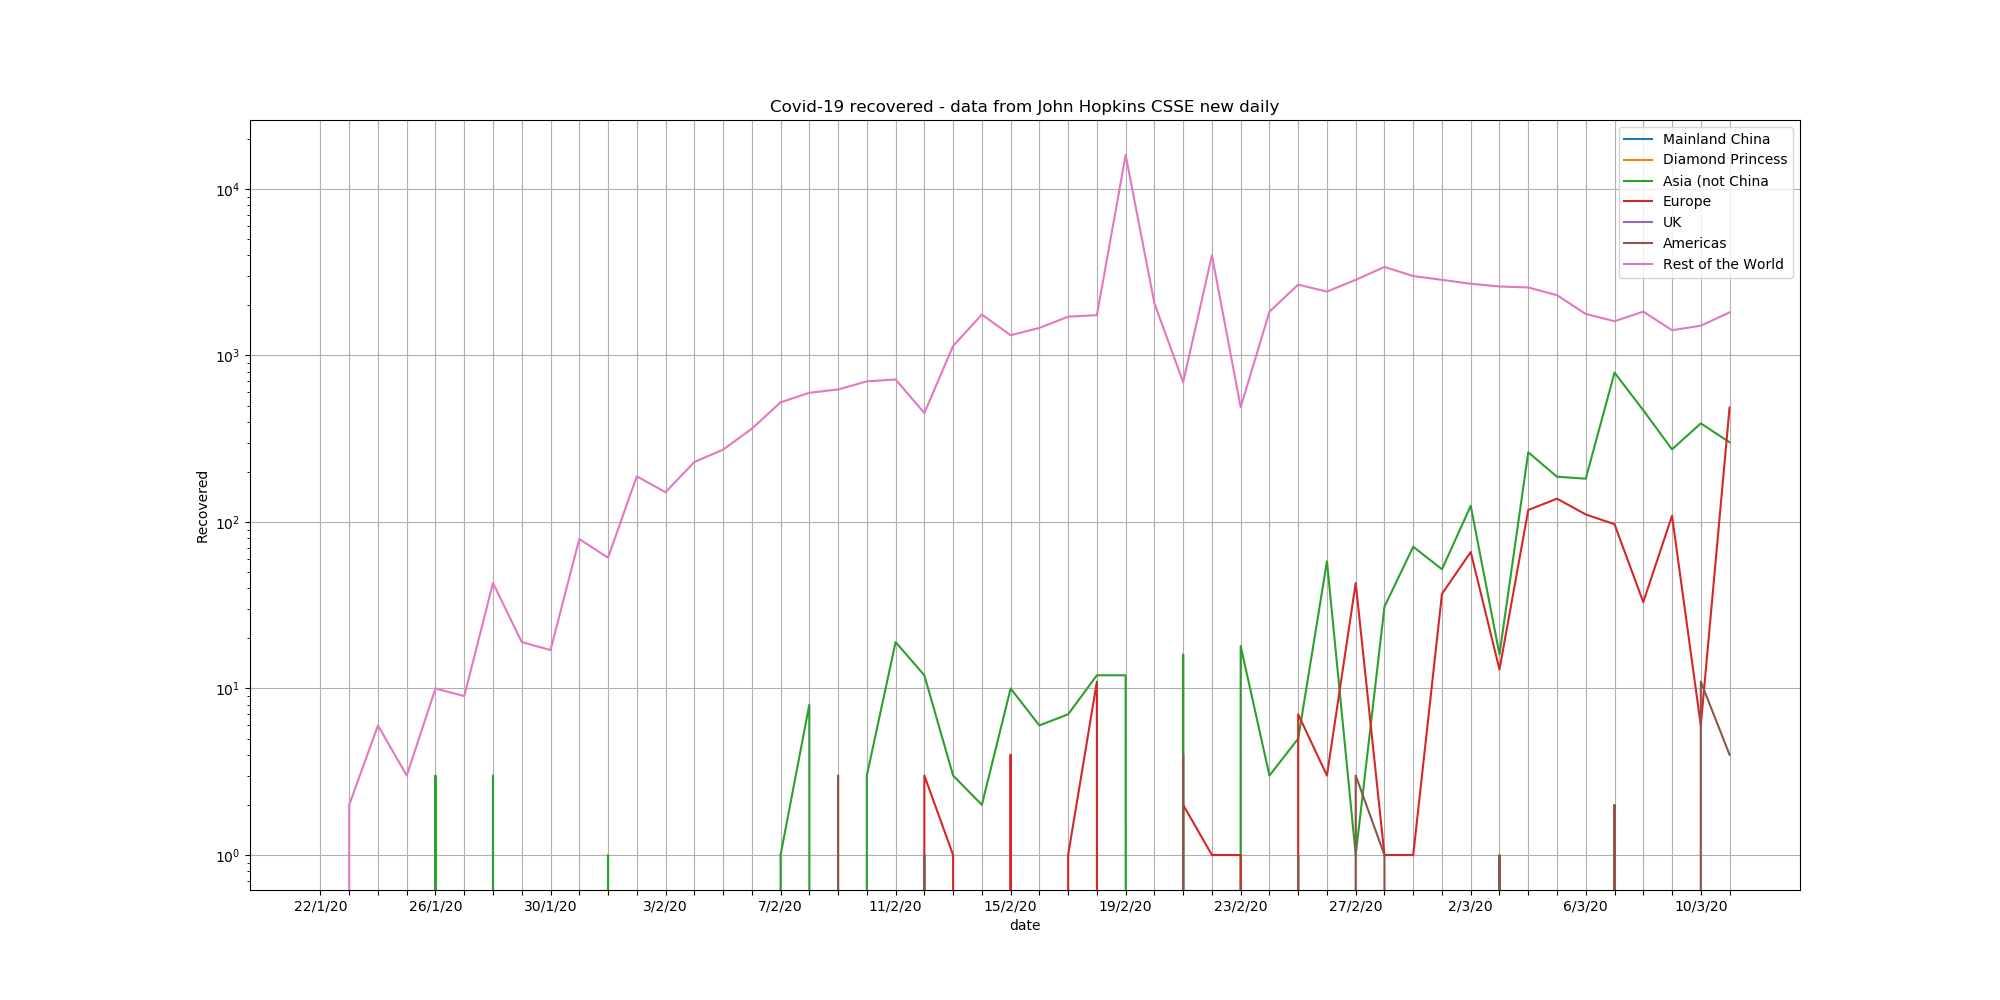 Covid-19 recovered - data from John Hopkins CSSE new daily
Mainland China
Diamond Princess
Asia (not China
Europe
UK
Americas
Rest of the World
Recovered
10⁴
10³
10²
10¹
10⁰
22/1/20 26/1/20 30/1/20 3/2/20 7/2/20 11/2/20 15/2/20 19/2/20 23/2/20 27/2/20 2/3/20 6/3/20 10/3/20
date